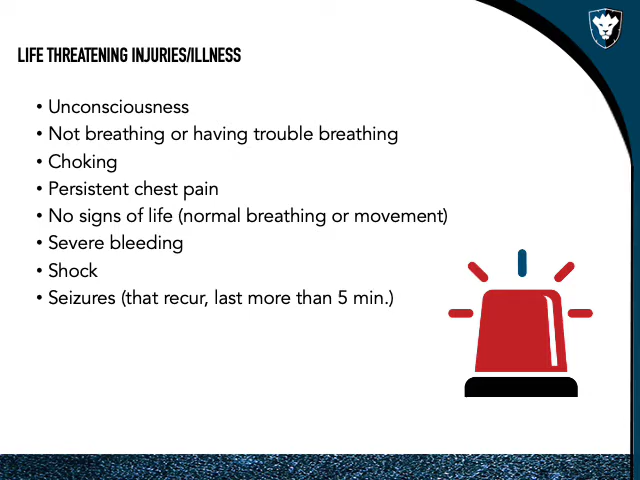 LIFE THREATENING INJURIES/ILLNESS
• Unconsciousness
• Not breathing or having trouble breathing
• Choking
• Persistent chest pain
• No signs of life (normal breathing or movement)
• Severe bleeding
• Shock
• Seizures (that recur, last more than 5 min.)